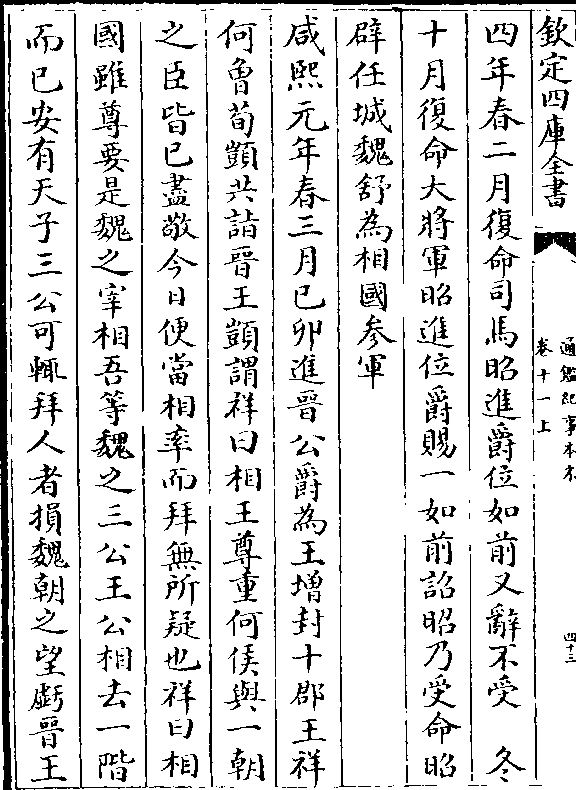 欽定四庫全書
通鑑紀事本末
卷十一上
四十三
四年春二月復命司馬昭進爵位如前又辭不受　冬
十月復命大將軍昭進位爵賜一如前詔昭乃受命昭
辟任城魏舒為相國參軍
咸熙元年春三月己卯進晉公爵為王增封十郡王祥
何曾荀顗共詣晉王顗謂祥曰相王尊重何侯與一朝
之臣皆已盡敬今日便當相率而拜無所疑也祥曰相
國雖尊要是魏之宰相吾等魏之三公王公相去一階
而已安有天子三公可輒拜人者損魏朝之望虧晉王